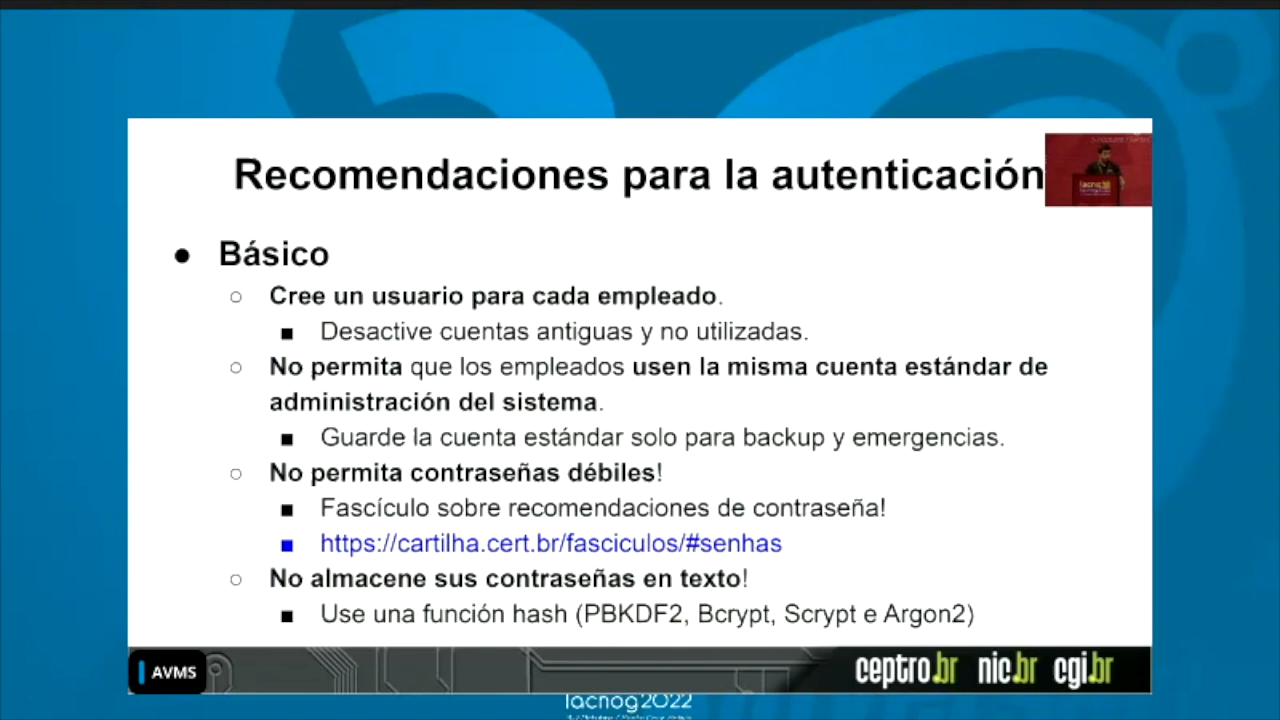 Recomendaciones para la autenticación
● Básico
○ Cree un usuario para cada empleado.
■ Desactive cuentas antiguas y no utilizadas.
○ No permita que los empleados usen la misma cuenta estándar de
administración del sistema.
■ Guarde la cuenta estándar solo para backup y emergencias.
○ No permita contraseñas débiles!
■ Fascículo sobre recomendaciones de contraseña!
■ https://cartilha.cert.br/fasciculos/#senhas
○ No almacene sus contraseñas en texto!
■ Use una función hash (PBKDF2, Bcrypt, Scrypt e Argon2)
AVMS
ceptro.br nic.br cgi.br
lacnog2022